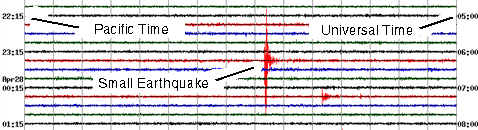 22:15 05:00
Pacific Time Universal Time
23:15 06:00
Small Earthquake
Apr28
00:15 07:00
01:15 08:00